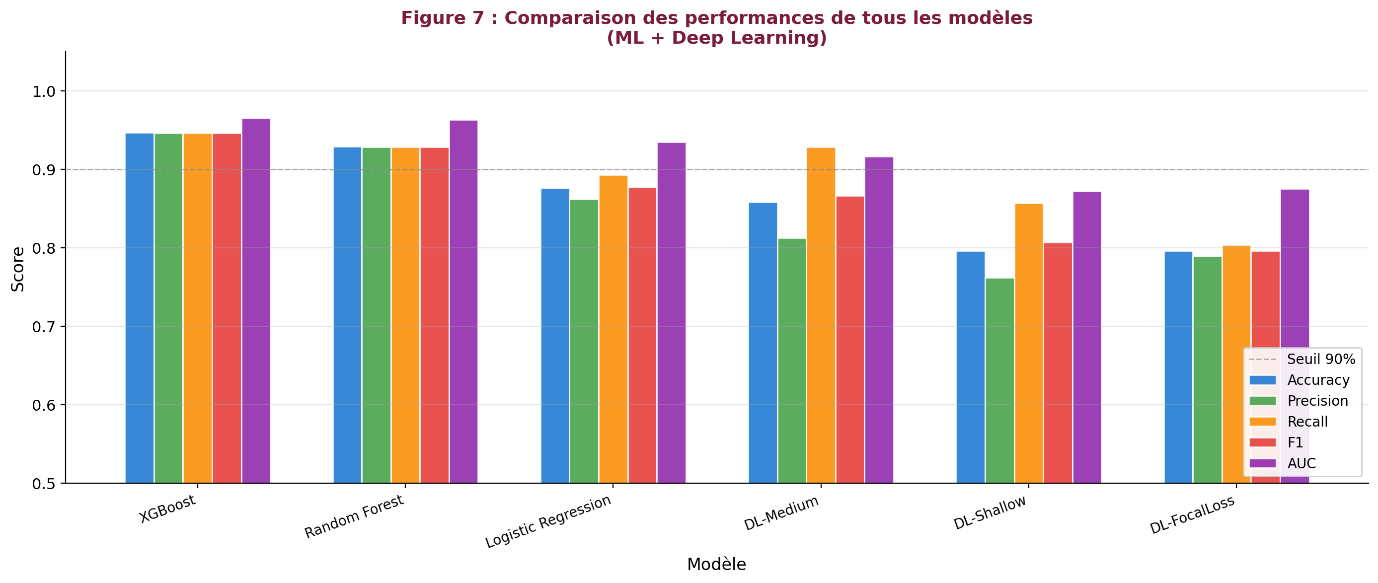 Figure 7 : Comparaison des performances de tous les modèles
(ML + Deep Learning)
Score
1.0
0.9
0.8
0.7
0.6
0.5
Seuil 90%
Accuracy
Precision
Recall
F1
AUC
XGBoost
Random Forest
Logistic Regression
DL-Medium
DL-Shallow
DL-FocalLoss
Modèle